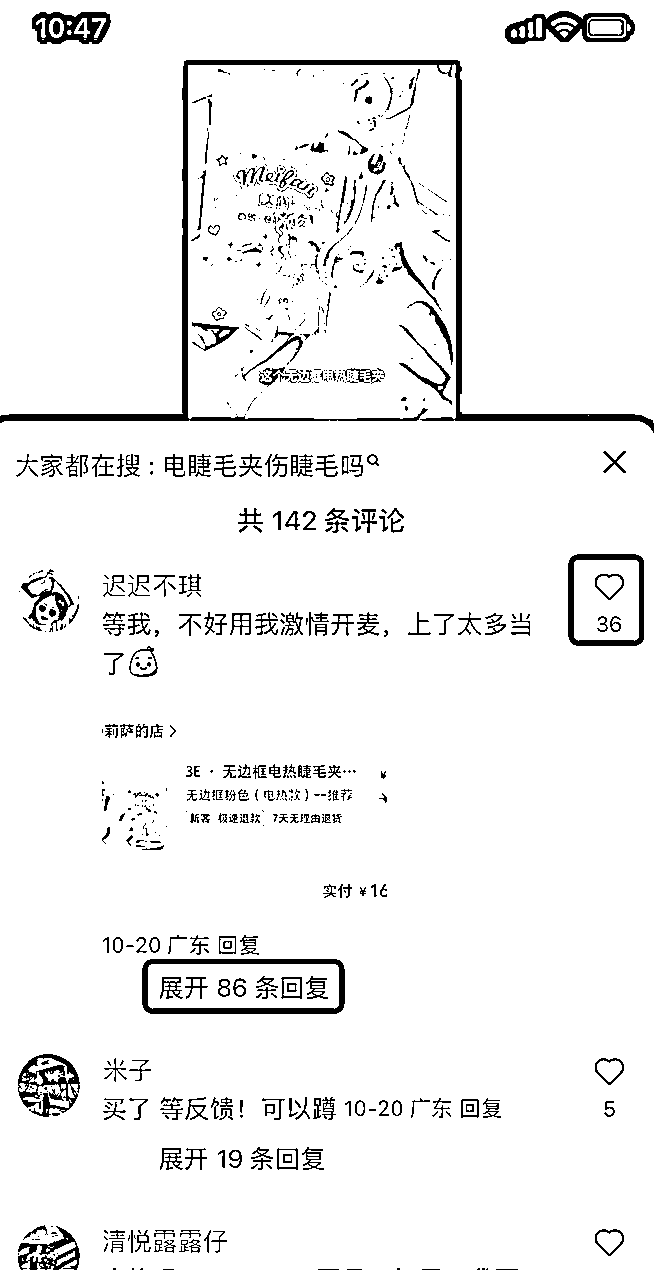 10:47
Meifan
这个无边框电热睫毛夹
大家都在搜：电睫毛夹伤睫毛吗
共 142 条评论
迟迟不琪
等我，不好用我激情开麦，上了太多当
了
36
莉萨的店
3E · 无边框电热睫毛夹…
无边框粉色（电热款）--推荐
新客 极速退款 7天无理由退货
实付 ¥16
10-20 广东 回复
展开 86 条回复
米子
买了 等反馈！可以蹲 10-20 广东 回复
5
展开 19 条回复
清悦露露仔